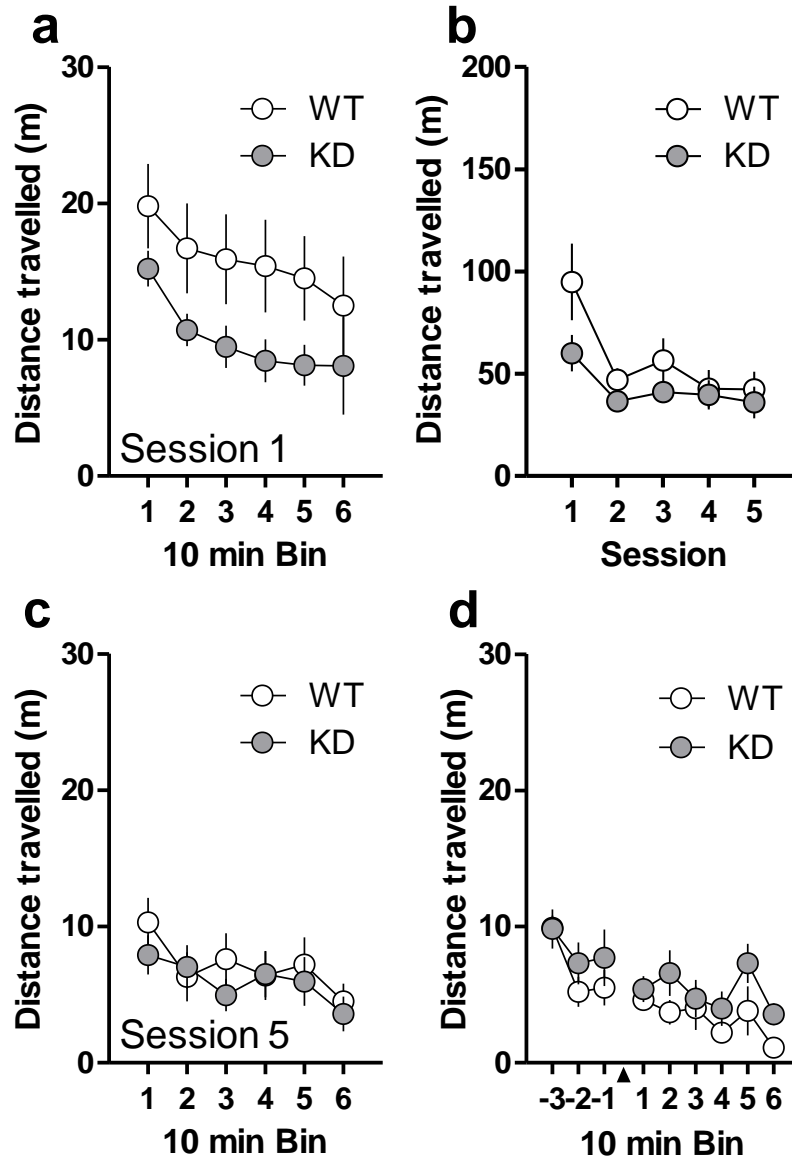 a
Distance travelled (m)
30
20
10
0
WT
KD
Session 1
1 2 3 4 5 6
10 min Bin
b
Distance travelled (m)
200
150
100
50
0
WT
KD
1 2 3 4 5
Session
c
Distance travelled (m)
30
20
10
0
WT
KD
Session 5
1 2 3 4 5 6
10 min Bin
d
Distance travelled (m)
30
20
10
0
WT
KD
-3-2-1 1 2 3 4 5 6
10 min Bin